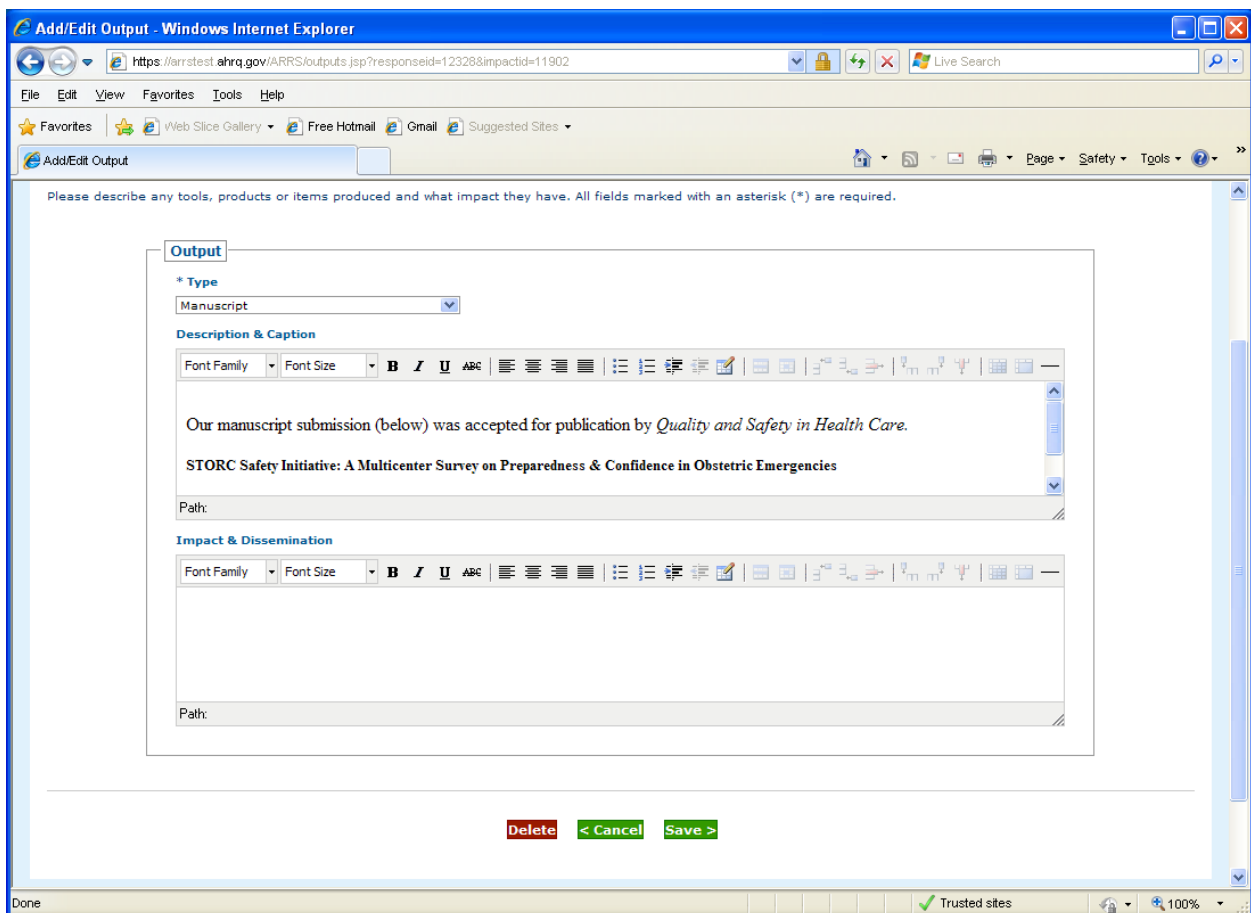 Add/Edit Output - Windows Internet Explorer
https://arrstest.ahrq.gov/ARRS/outputs.jsp?responseid=12328&impactid=11902
Live Search
File Edit View Favorites Tools Help
Favorites Web Slice Gallery Free Hotmail Gmail Suggested Sites
Add/Edit Output Page Safety Tools »
Please describe any tools, products or items produced and what impact they have. All fields marked with an asterisk (*) are required.
Output
* Type
Manuscript
Description & Caption
Font Family Font Size B I U ABC
Our manuscript submission (below) was accepted for publication by Quality and Safety in Health Care.
STORC Safety Initiative: A Multicenter Survey on Preparedness & Confidence in Obstetric Emergencies
Path:
Impact & Dissemination
Font Family Font Size B I U ABC
Path:
Delete < Cancel Save >
Done Trusted sites 100%